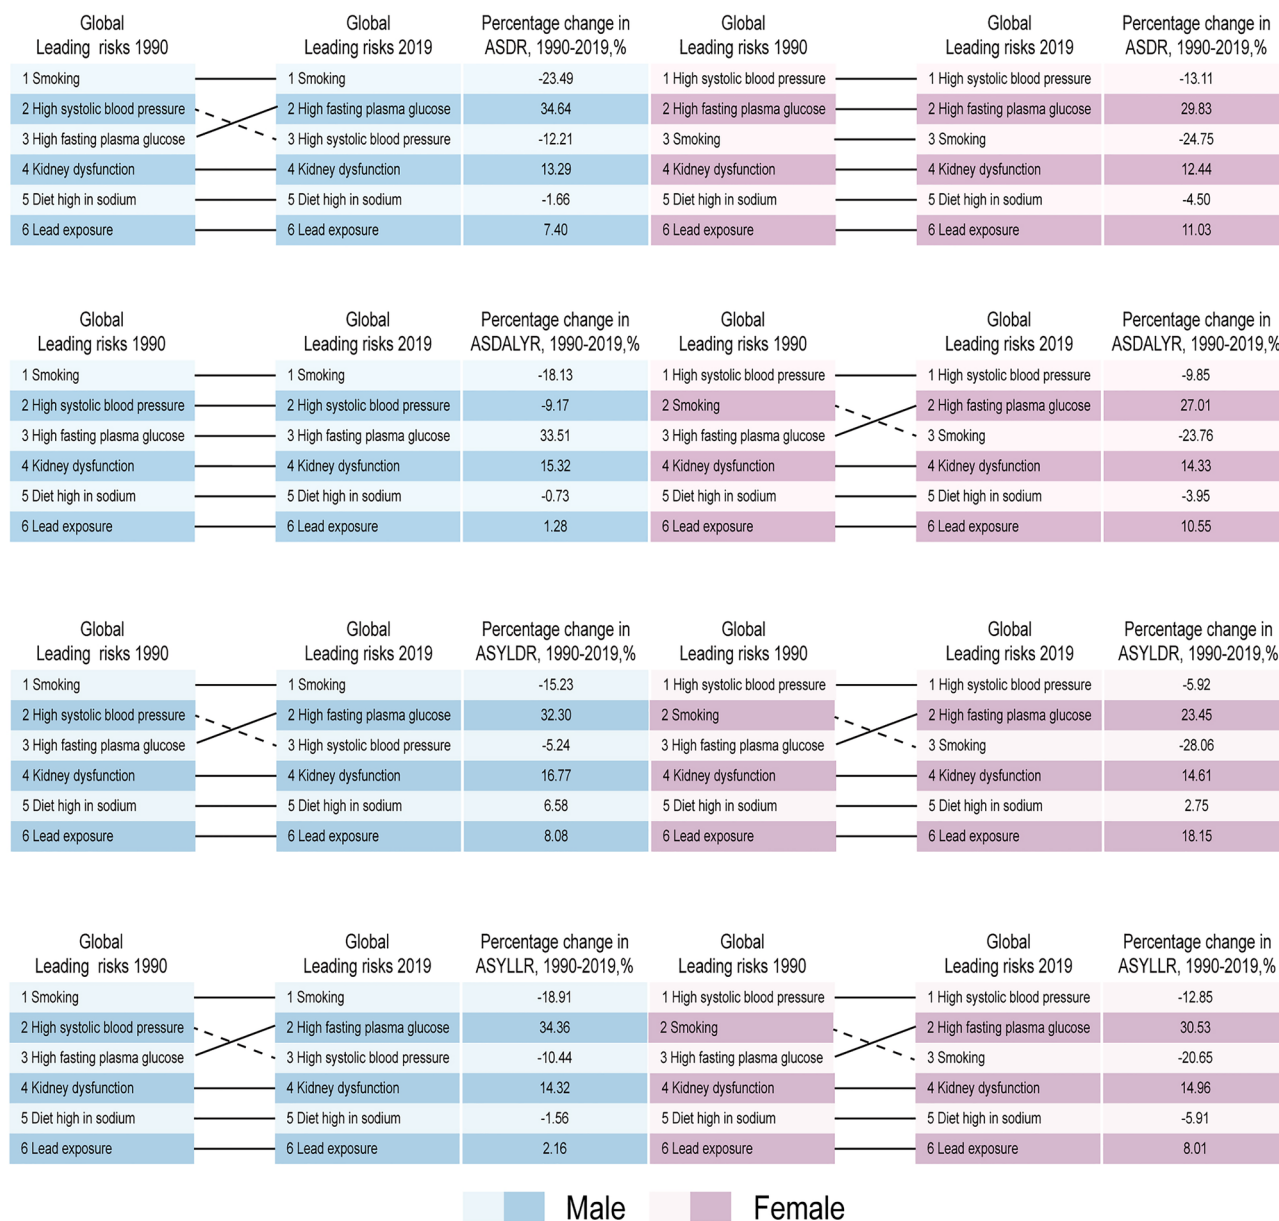 Global
Leading risks 1990
Global
Leading risks 2019
Percentage change in
ASDR, 1990-2019,%
Global
Leading risks 1990
Global
Leading risks 2019
Percentage change in
ASDR, 1990-2019,%
1 Smoking
1 Smoking
-23.49
1 High systolic blood pressure
1 High systolic blood pressure
-13.11
2 High systolic blood pressure
2 High fasting plasma glucose
34.64
2 High fasting plasma glucose
2 High fasting plasma glucose
29.83
3 High fasting plasma glucose
3 High systolic blood pressure
-12.21
3 Smoking
3 Smoking
-24.75
4 Kidney dysfunction
4 Kidney dysfunction
13.29
4 Kidney dysfunction
4 Kidney dysfunction
12.44
5 Diet high in sodium
5 Diet high in sodium
-1.66
5 Diet high in sodium
5 Diet high in sodium
-4.50
6 Lead exposure
6 Lead exposure
7.40
6 Lead exposure
6 Lead exposure
11.03
Global
Leading risks 1990
Global
Leading risks 2019
Percentage change in
ASDALYR, 1990-2019,%
Global
Leading risks 1990
Global
Leading risks 2019
Percentage change in
ASDALYR, 1990-2019,%
1 Smoking
1 Smoking
-18.13
1 High systolic blood pressure
1 High systolic blood pressure
-9.85
2 High systolic blood pressure
2 High systolic blood pressure
-9.17
2 Smoking
2 High fasting plasma glucose
27.01
3 High fasting plasma glucose
3 High fasting plasma glucose
33.51
3 High fasting plasma glucose
3 Smoking
-23.76
4 Kidney dysfunction
4 Kidney dysfunction
15.32
4 Kidney dysfunction
4 Kidney dysfunction
14.33
5 Diet high in sodium
5 Diet high in sodium
-0.73
5 Diet high in sodium
5 Diet high in sodium
-3.95
6 Lead exposure
6 Lead exposure
1.28
6 Lead exposure
6 Lead exposure
10.55
Global
Leading risks 1990
Global
Leading risks 2019
Percentage change in
ASYLDR, 1990-2019,%
Global
Leading risks 1990
Global
Leading risks 2019
Percentage change in
ASYLDR, 1990-2019,%
1 Smoking
1 Smoking
-15.23
1 High systolic blood pressure
1 High systolic blood pressure
-5.92
2 High systolic blood pressure
2 High fasting plasma glucose
32.30
2 Smoking
2 High fasting plasma glucose
23.45
3 High fasting plasma glucose
3 High systolic blood pressure
-5.24
3 High fasting plasma glucose
3 Smoking
-28.06
4 Kidney dysfunction
4 Kidney dysfunction
16.77
4 Kidney dysfunction
4 Kidney dysfunction
14.61
5 Diet high in sodium
5 Diet high in sodium
6.58
5 Diet high in sodium
5 Diet high in sodium
2.75
6 Lead exposure
6 Lead exposure
8.08
6 Lead exposure
6 Lead exposure
18.15
Global
Leading risks 1990
Global
Leading risks 2019
Percentage change in
ASYLLR, 1990-2019,%
Global
Leading risks 1990
Global
Leading risks 2019
Percentage change in
ASYLLR, 1990-2019,%
1 Smoking
1 Smoking
-18.91
1 High systolic blood pressure
1 High systolic blood pressure
-12.85
2 High systolic blood pressure
2 High fasting plasma glucose
34.36
2 Smoking
2 High fasting plasma glucose
30.53
3 High fasting plasma glucose
3 High systolic blood pressure
-10.44
3 High fasting plasma glucose
3 Smoking
-20.65
4 Kidney dysfunction
4 Kidney dysfunction
14.32
4 Kidney dysfunction
4 Kidney dysfunction
14.96
5 Diet high in sodium
5 Diet high in sodium
-1.56
5 Diet high in sodium
5 Diet high in sodium
-5.91
6 Lead exposure
6 Lead exposure
2.16
6 Lead exposure
6 Lead exposure
8.01
Male
Female